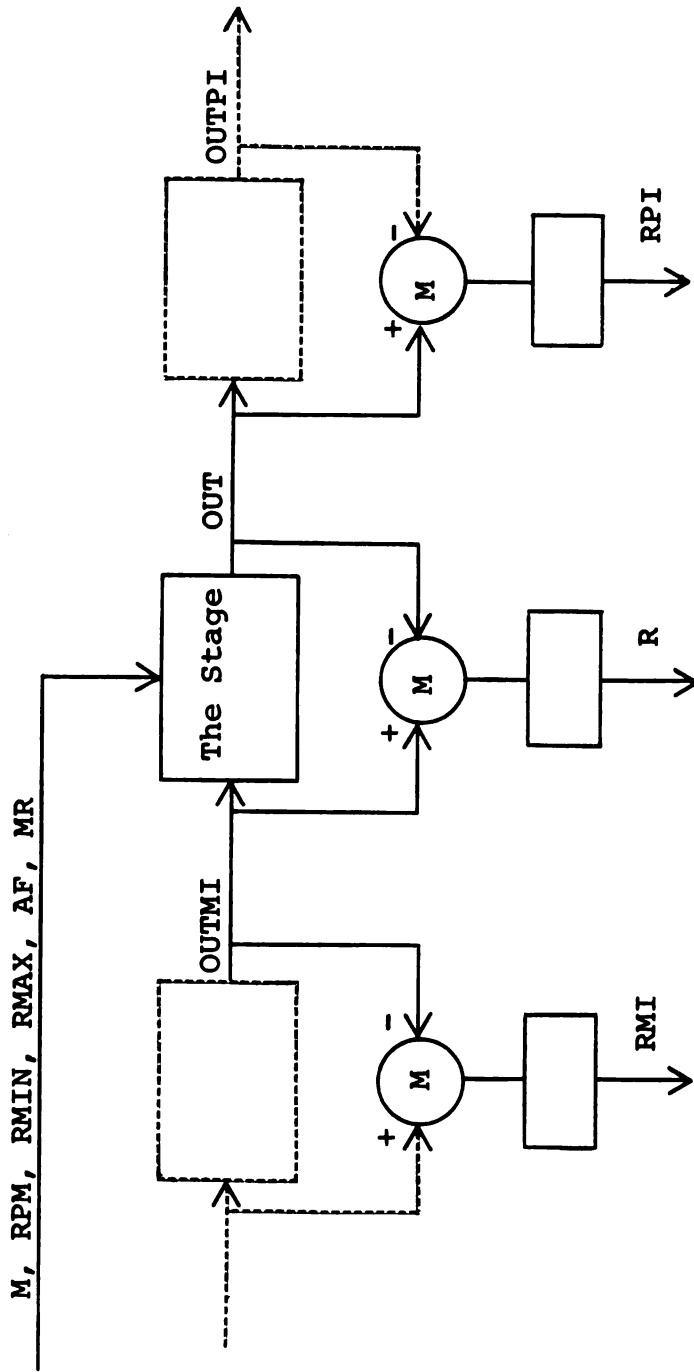 M, RPM, RMIN, RMAX, AF, MR
OUTMI
The Stage
OUT
OUTPI
+
-
M
+
-
M
+
-
M
RMI
R
RPI